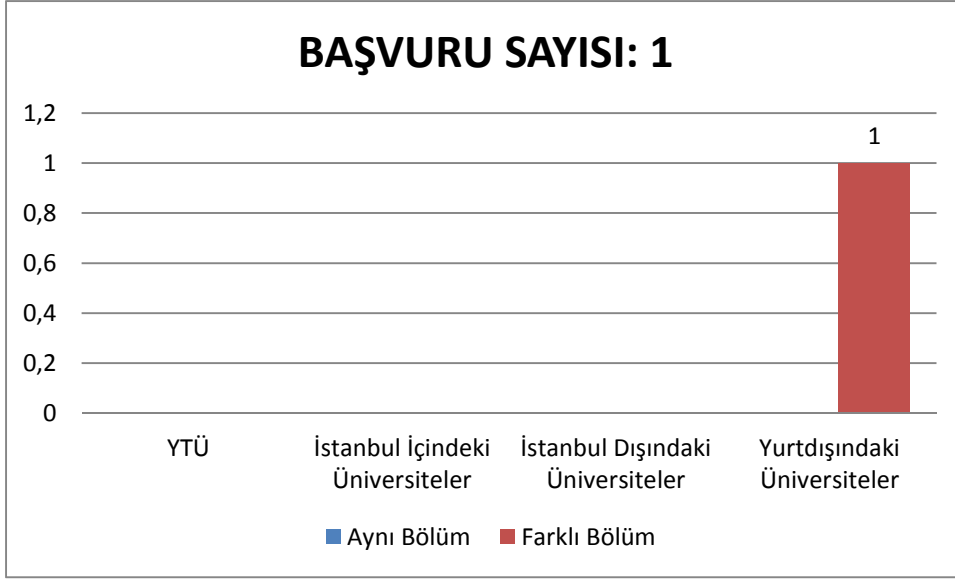 BAŞVURU SAYISI: 1
1,2
1
0,8
0,6
0,4
0,2
0
1
YTÜ
İstanbul İçindeki
Üniversiteler
İstanbul Dışındaki
Üniversiteler
Yurtdışındaki
Üniversiteler
Aynı Bölüm
Farklı Bölüm